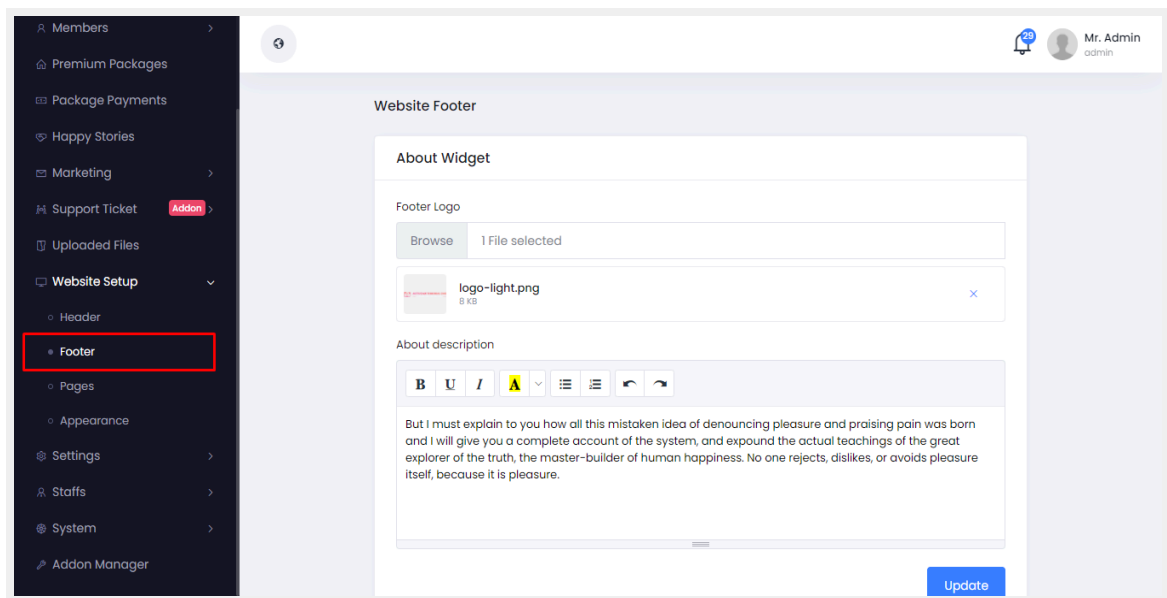 Members
Premium Packages
Package Payments
Happy Stories
Marketing
Support Ticket Addon
Uploaded Files
Website Setup
Header
Footer
Pages
Appearance
Settings
Staffs
System
Addon Manager
29
Mr. Admin
admin
Website Footer
About Widget
Footer Logo
Browse 1 File selected
logo-light.png
8 KB
About description
B U I A
But I must explain to you how all this mistaken idea of denouncing pleasure and praising pain was born
and I will give you a complete account of the system, and expound the actual teachings of the great
explorer of the truth, the master-builder of human happiness. No one rejects, dislikes, or avoids pleasure
itself, because it is pleasure.
Update